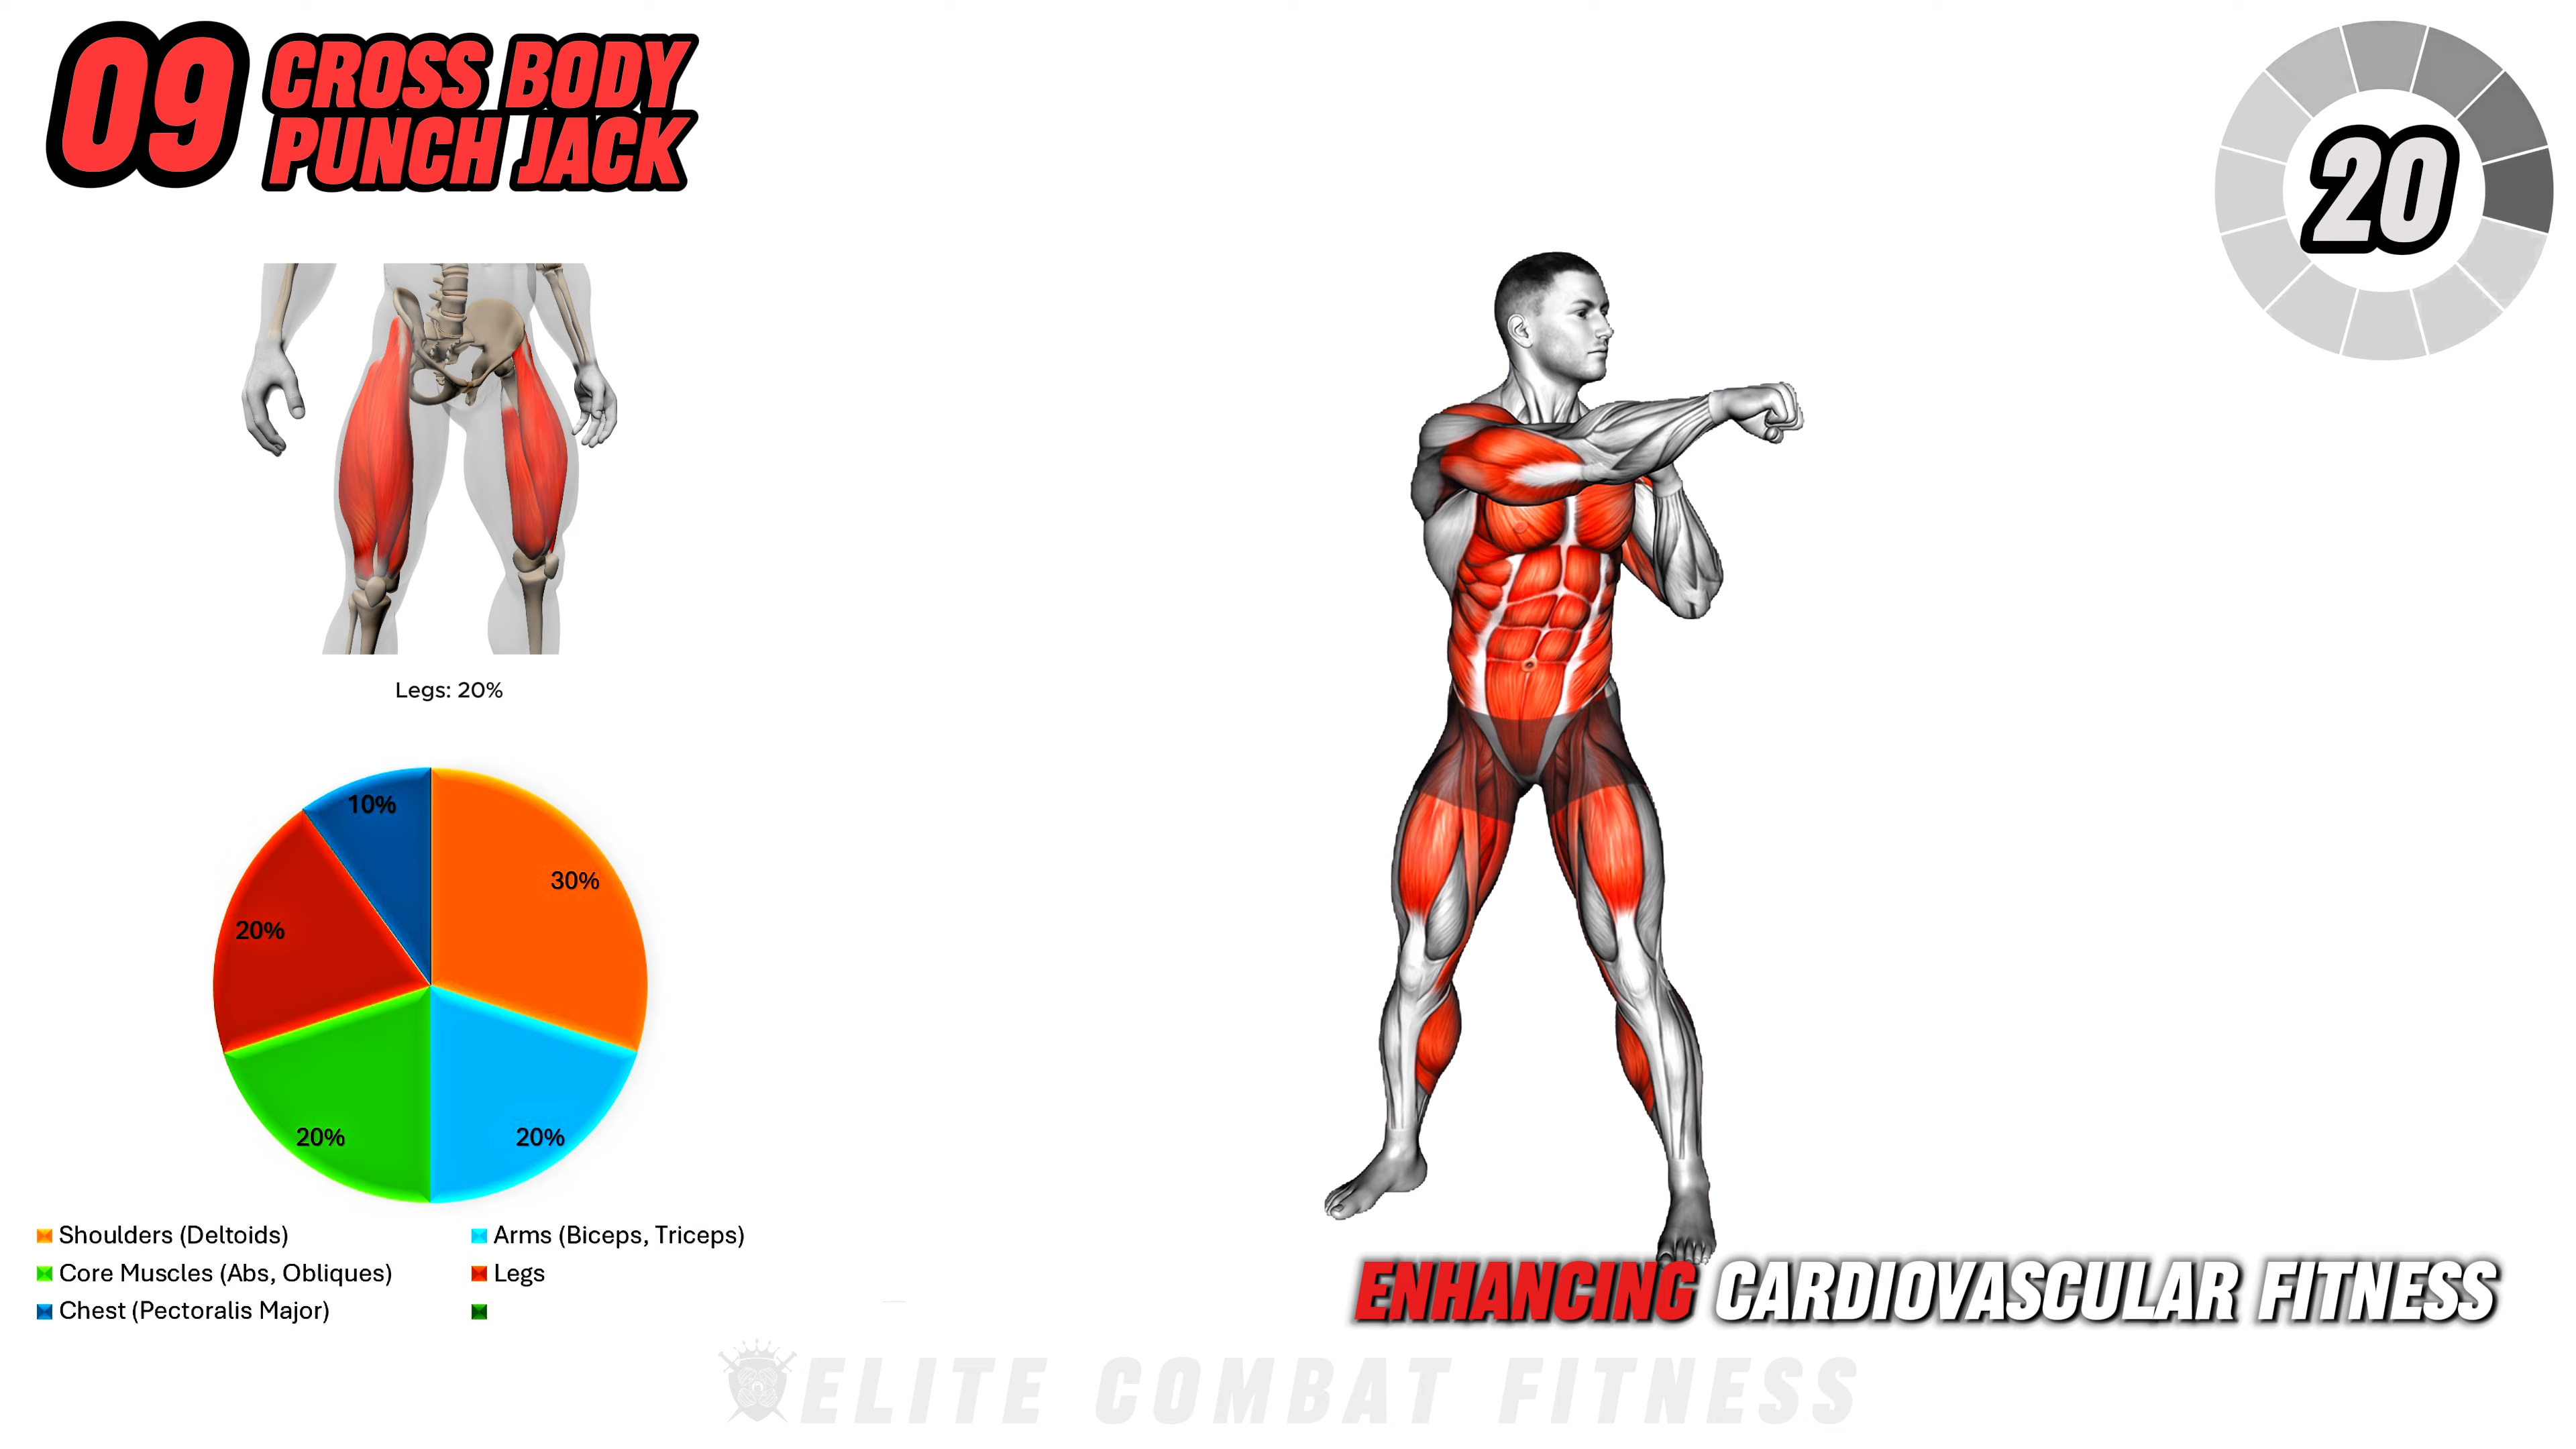 09
CROSS BODY
PUNCH JACK
20
Legs: 20%
10%
30%
20%
20%
20%
Shoulders (Deltoids)
Arms (Biceps, Triceps)
Core Muscles (Abs, Obliques)
Legs
Chest (Pectoralis Major)
ENHANCING CARDIOVASCULAR FITNESS
ELITE COMBAT FITNESS